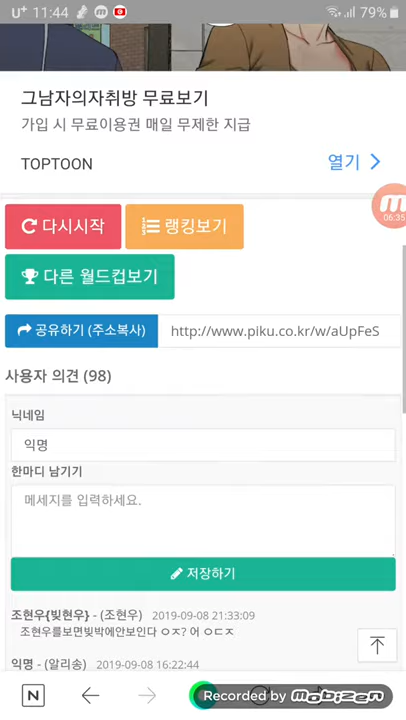 U+ 11:44 79%
그남자의자취방 무료보기
가입 시 무료이용권 매일 무제한 지급
TOPTOON 열기
06:35
다시시작 랭킹보기
다른 월드컵보기
공유하기 (주소복사) http://www.piku.co.kr/w/aUpFeS
사용자 의견 (98)
닉네임
익명
한마디 남기기
메세지를 입력하세요.
저장하기
조현우{빚현우} - (조현우) 2019-09-08 21:33:09
조현우를보면빚박에안보인다 ㅇㅈ? 어 ㅇㄷㅈ
익명 - (알리송) 2019-09-08 16:22:44
N Recorded by mobizen